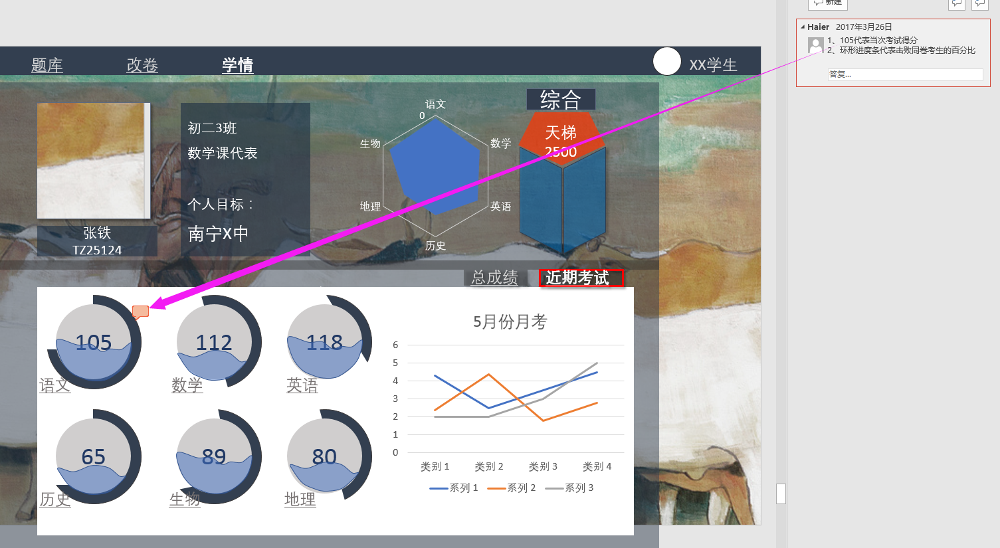 新建
Haier 2017年3月26日
1、105代表当次考试得分
2、环形进度条代表击败同卷考生的百分比
答复...
题库 改卷 学情 XX学生
张铁
TZ25124
初二3班
数学课代表
个人目标：
南宁X中
语文
0
生物 数学
地理 英语
历史
综合
天梯
2500
总成绩 近期考试
105
语文
112
数学
118
英语
65
历史
89
生物
80
地理
5月份月考
6
5
4
3
2
1
0
类别 1 类别 2 类别 3 类别 4
系列 1 系列 2 系列 3